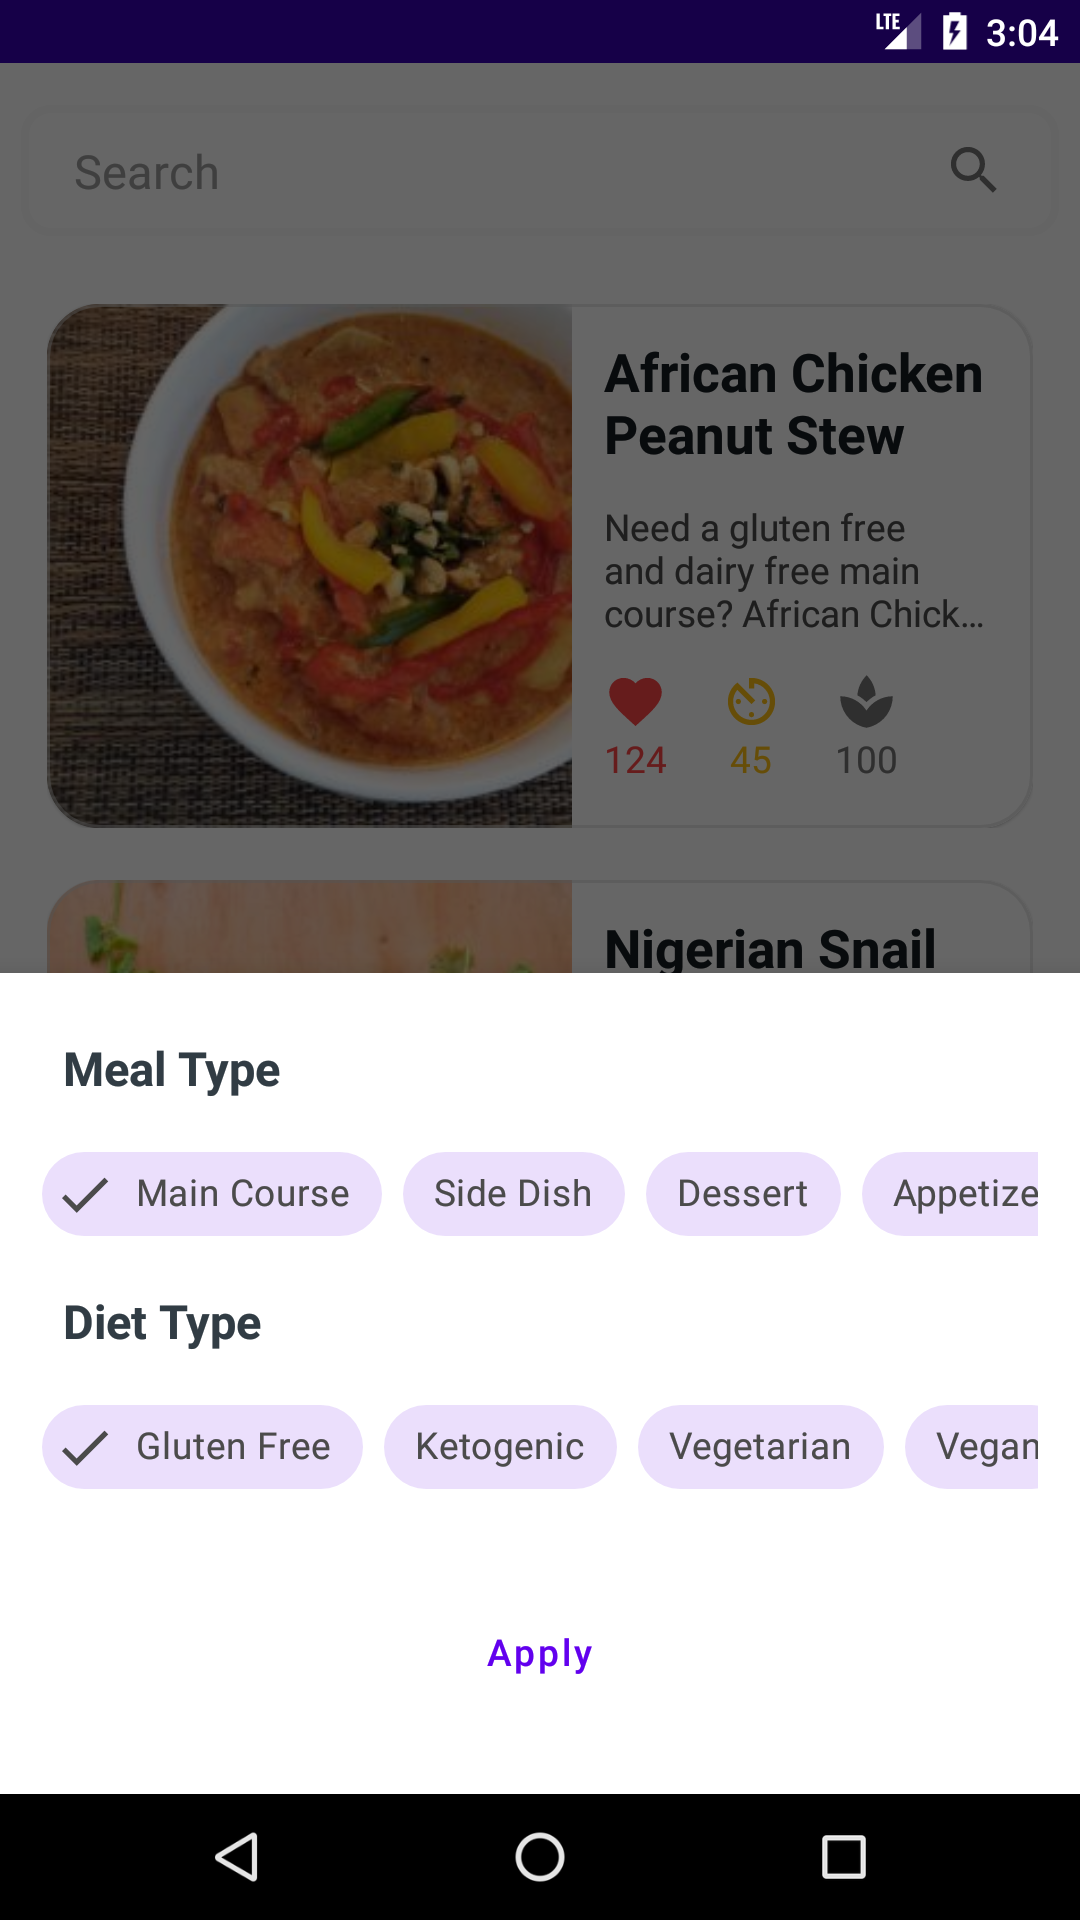 LTE 3:04
Search
African Chicken
Peanut Stew
Need a gluten free
and dairy free main
course? African Chick…
124 45 100
Nigerian Snail
Meal Type
Main Course Side Dish Dessert Appetize
Diet Type
Gluten Free Ketogenic Vegetarian Vegan
Apply